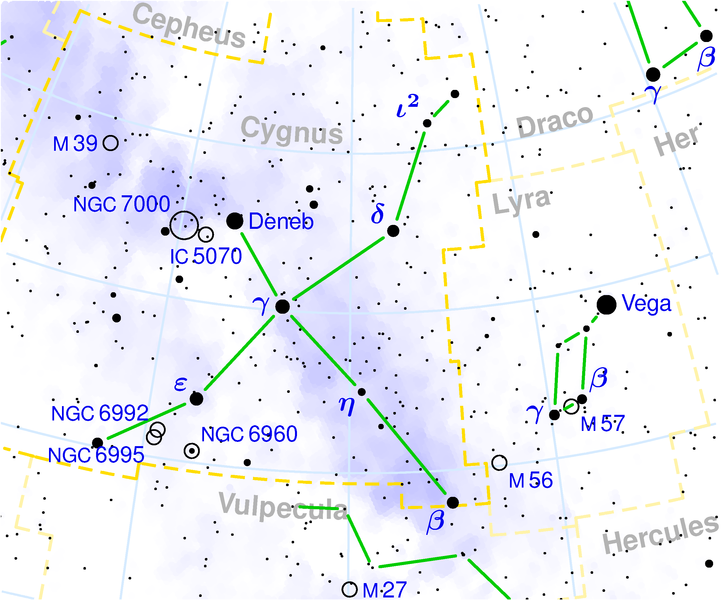 Cepheus
β
γ
ι²
Cygnus
Draco
Her
M 39
Lyra
NGC 7000
Deneb
δ
IC 5070
γ
Vega
ε
β
η
NGC 6992
γ
M 57
NGC 6960
NGC 6995
M 56
Vulpecula
β
Hercules
M 27